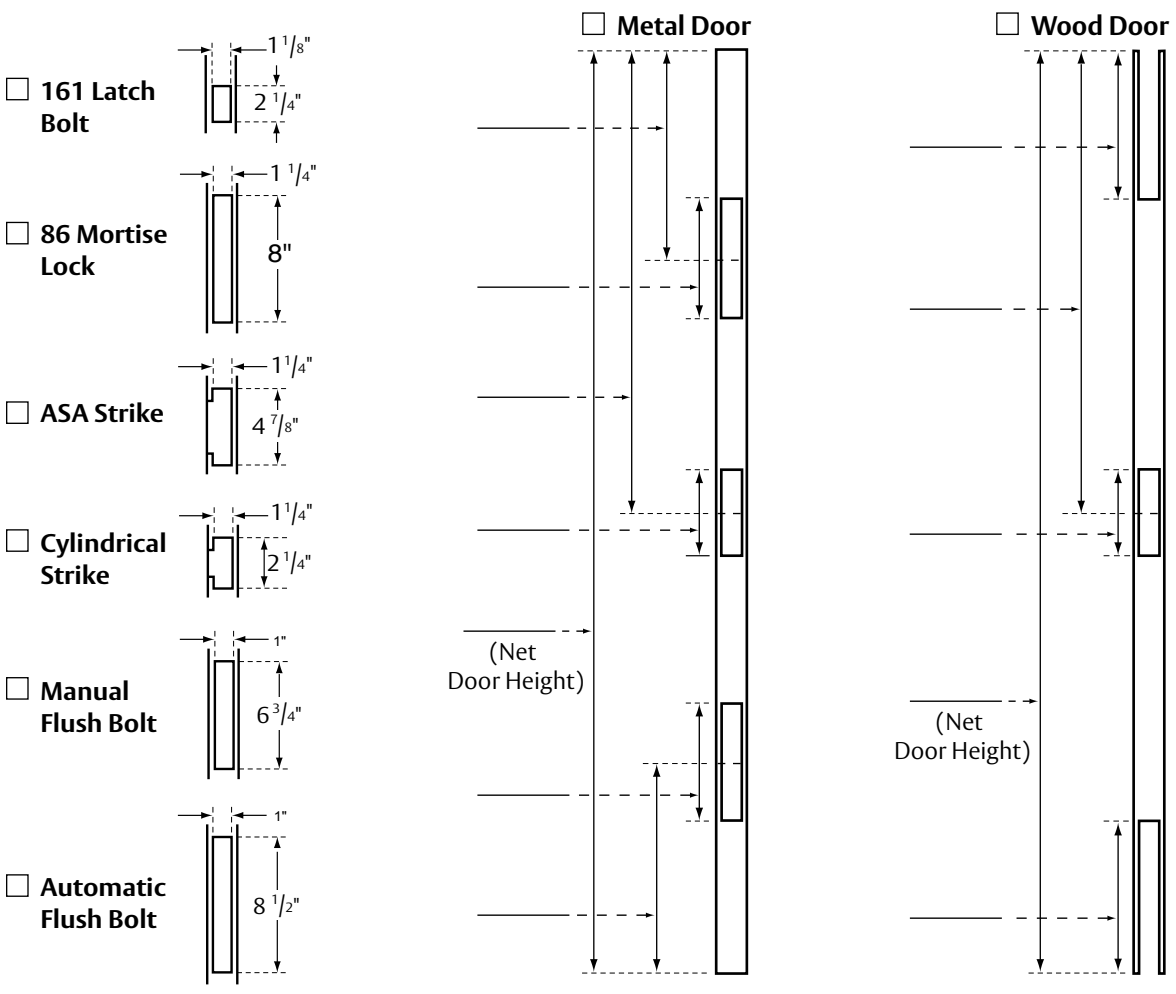 ☐ 161 Latch
Bolt
1 1/8"
2 1/4"
☐ 86 Mortise
Lock
1 1/4"
8"
☐ ASA Strike
1 1/4"
4 7/8"
☐ Cylindrical
Strike
1 1/4"
2 1/4"
☐ Manual
Flush Bolt
1"
6 3/4"
☐ Automatic
Flush Bolt
1"
8 1/2"
☐ Metal Door
(Net
Door Height)
☐ Wood Door
(Net
Door Height)